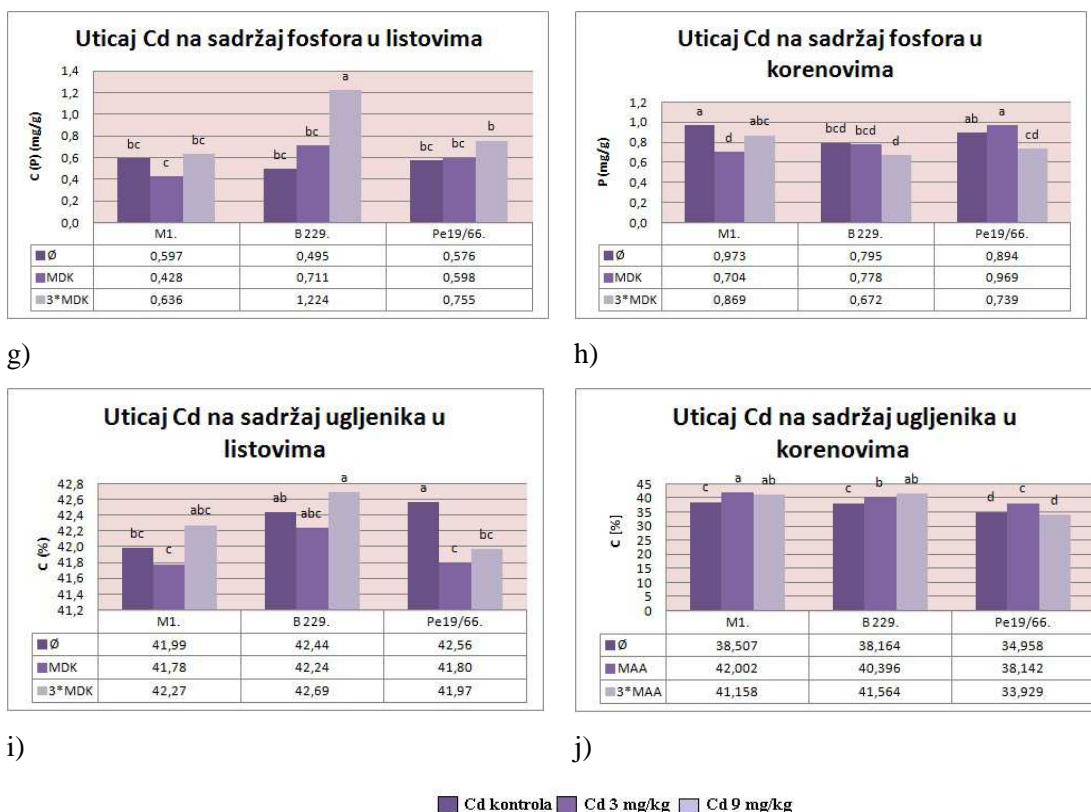 Uticaj Cd na sadržaj fosfora u listovima
C (P) (mg/g)
1,4
1,2
1,0
0,8
0,6
0,4
0,2
0,0
bc c bc bc bc a bc bc b
M1. B 229. Pe19/66.
Ø 0,597 0,495 0,576
MDK 0,428 0,711 0,598
3*MDK 0,636 1,224 0,755
g)
Uticaj Cd na sadržaj fosfora u
korenovima
P (mg/g)
1,2
1,0
0,8
0,6
0,4
0,2
0,0
a d abc bcd bcd d ab a cd
M1. B 229. Pe19/66.
Ø 0,973 0,795 0,894
MDK 0,704 0,778 0,969
3*MDK 0,869 0,672 0,739
h)
Uticaj Cd na sadržaj ugljenika u
listovima
C (%)
42,8
42,6
42,4
42,2
42,0
41,8
41,6
41,4
41,2
bc c abc ab abc a a c bc
M1. B 229. Pe19/66.
Ø 41,99 42,44 42,56
MDK 41,78 42,24 41,80
3*MDK 42,27 42,69 41,97
i)
Uticaj Cd na sadržaj ugljenika u
korenovima
C [%]
45
40
35
30
25
20
15
10
5
0
c a ab c b ab d c d
M1. B 229. Pe19/66.
Ø 38,507 38,164 34,958
MAA 42,002 40,396 38,142
3*MAA 41,158 41,564 33,929
j)
Cd kontrola Cd 3 mg/kg Cd 9 mg/kg